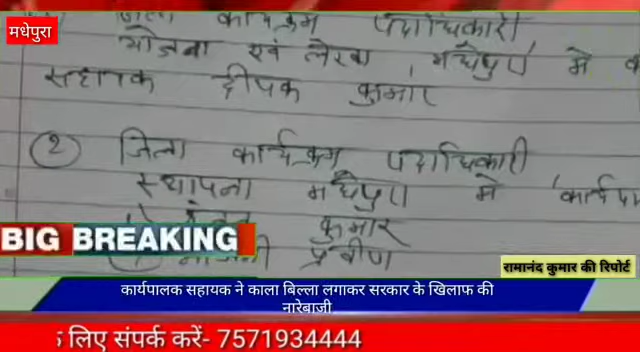 मधेपुरा
जिला कार्यक्रम पदाधिकारी
योजना एवं लेखा मधेपुरा में
सहायक दीपक कुमार
(2) जिला कार्यक्रम पदाधिकारी
स्थापना मधेपुरा में
कुमार
प्रवीण
BIG BREAKING
रामानंद कुमार की रिपोर्ट
कार्यपालक सहायक ने काला बिल्ला लगाकर सरकार के खिलाफ की
नारेबाजी
लिए संपर्क करें- 7571934444